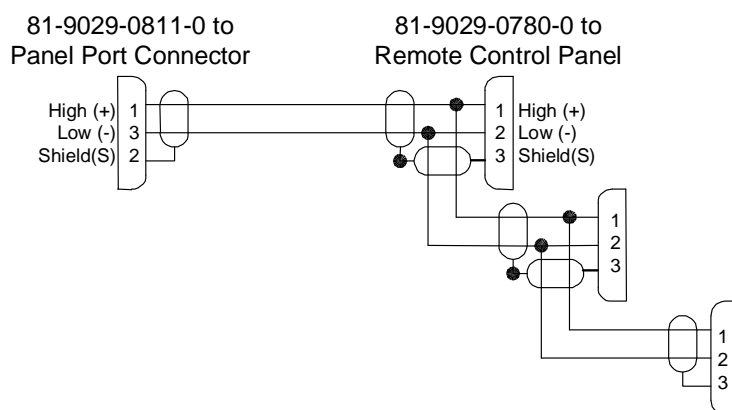 81-9029-0811-0 to
Panel Port Connector
81-9029-0780-0 to
Remote Control Panel
High (+) 1
Low (-) 3
Shield(S) 2
1 High (+)
2 Low (-)
3 Shield(S)
1
2
3
1
2
3